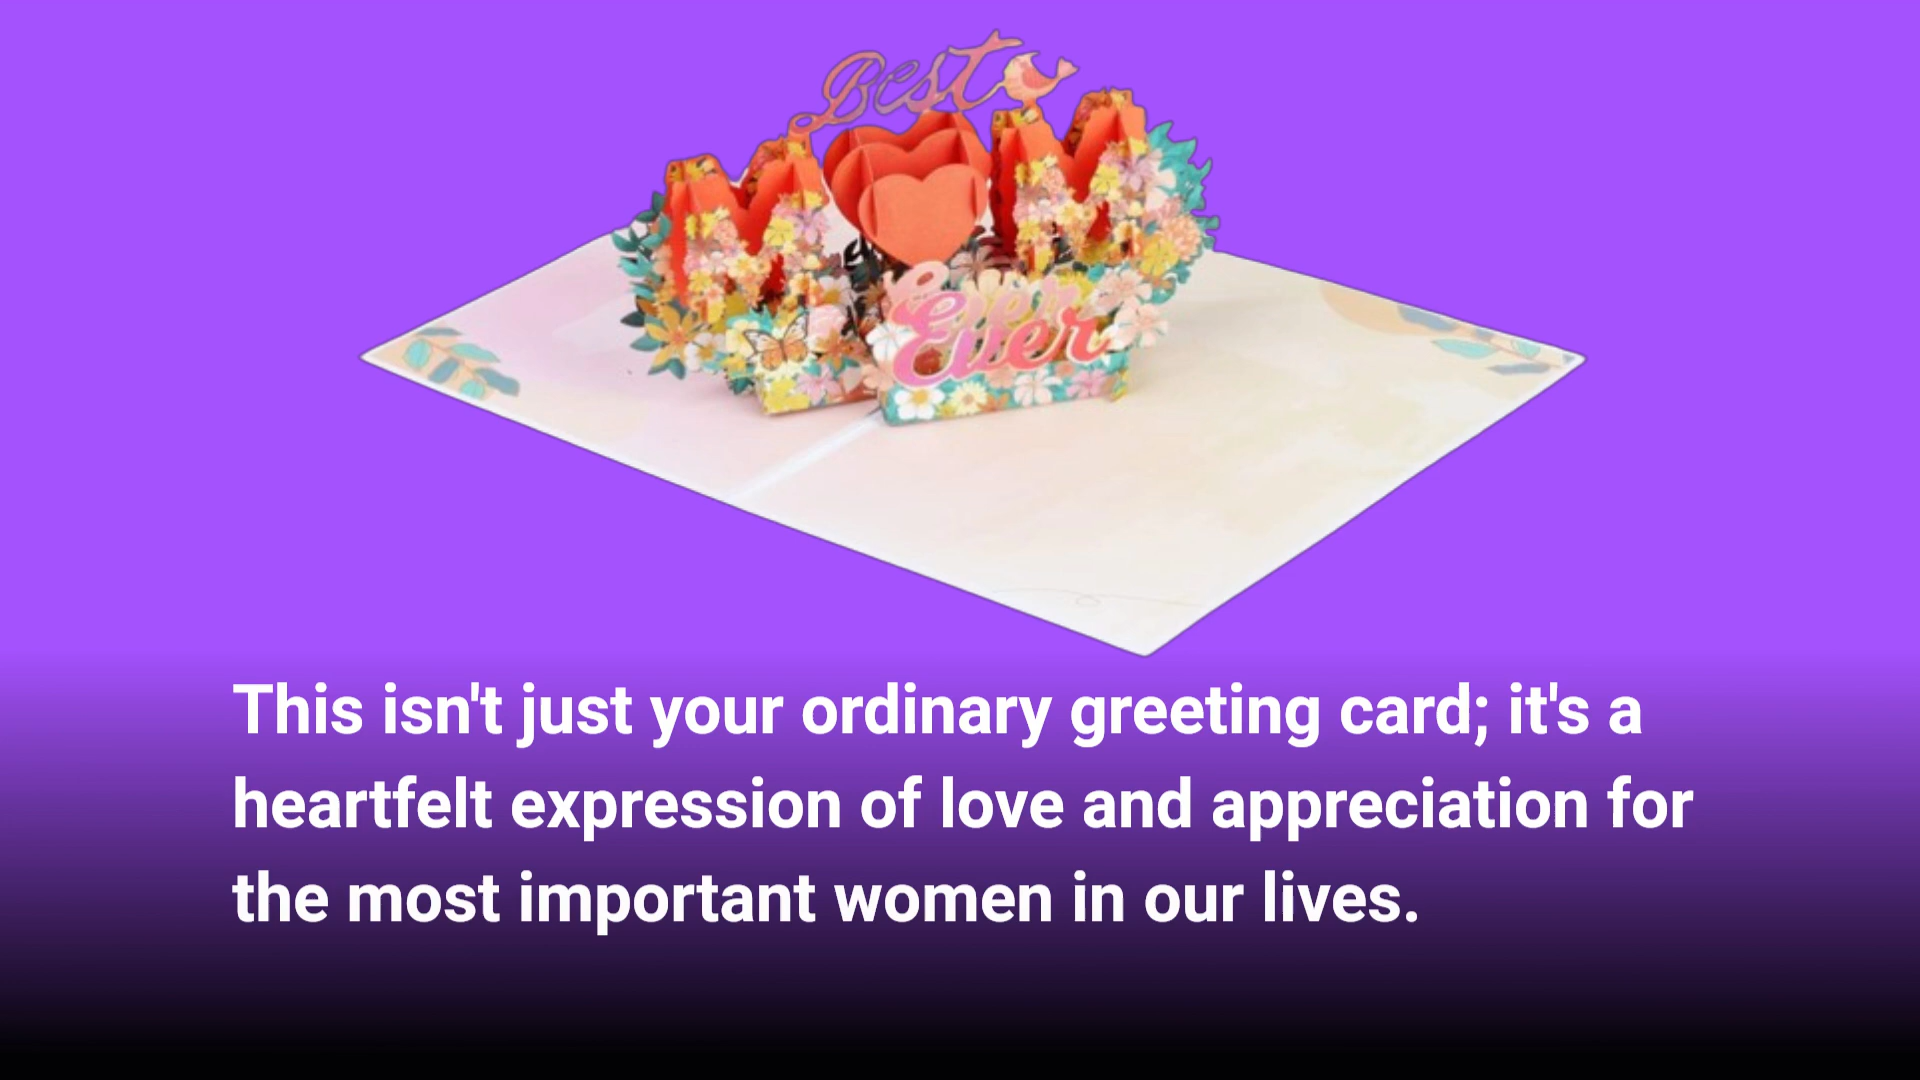 Best
MOM
Ever
This isn't just your ordinary greeting card; it's a
heartfelt expression of love and appreciation for
the most important women in our lives.